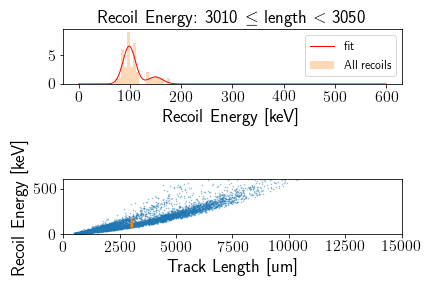 Recoil Energy: 3010 ≤ length < 3050
5
0
fit
All recoils
0 100 200 300 400 500 600
Recoil Energy [keV]
Recoil Energy [keV]
500
0
0 2500 5000 7500 10000 12500 15000
Track Length [um]